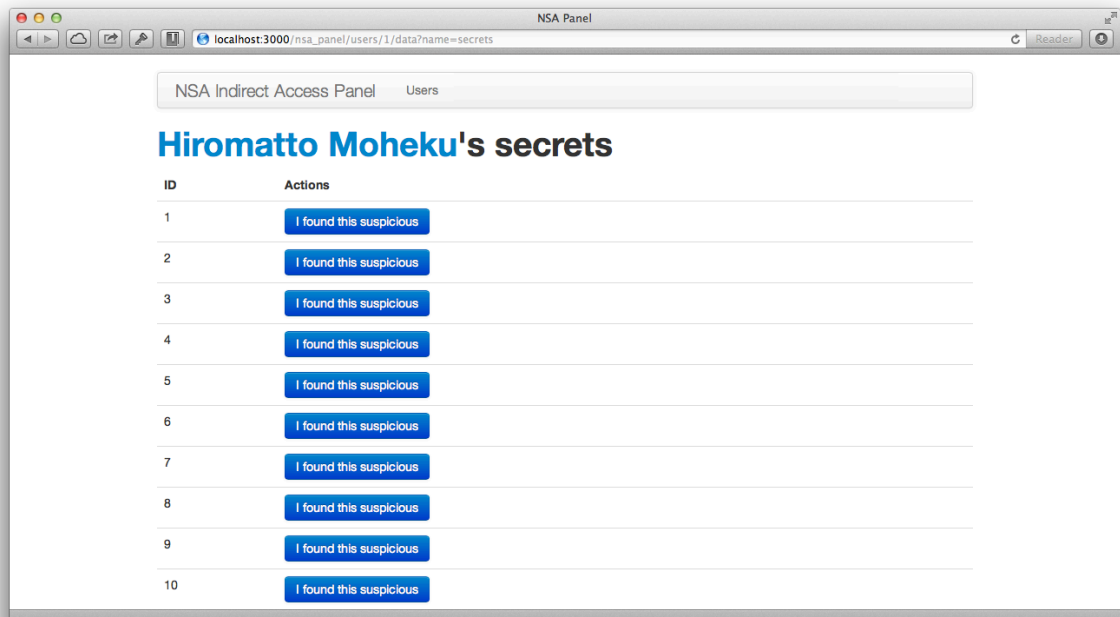 NSA Panel
localhost:3000/nsa_panel/users/1/data?name=secrets
Reader
NSA Indirect Access Panel Users
Hiromatto Moheku's secrets
ID Actions
1 I found this suspicious
2 I found this suspicious
3 I found this suspicious
4 I found this suspicious
5 I found this suspicious
6 I found this suspicious
7 I found this suspicious
8 I found this suspicious
9 I found this suspicious
10 I found this suspicious